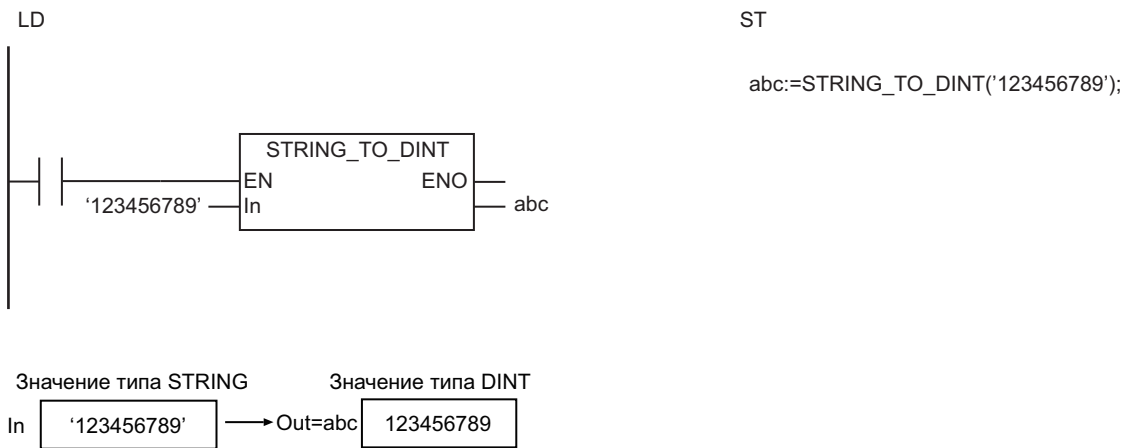 LD
ST
abc:=STRING_TO_DINT(’123456789’);
STRING_TO_DINT
EN ENO
‘123456789’ In abc
Значение типа STRING Значение типа DINT
In ‘123456789’ Out=abc 123456789